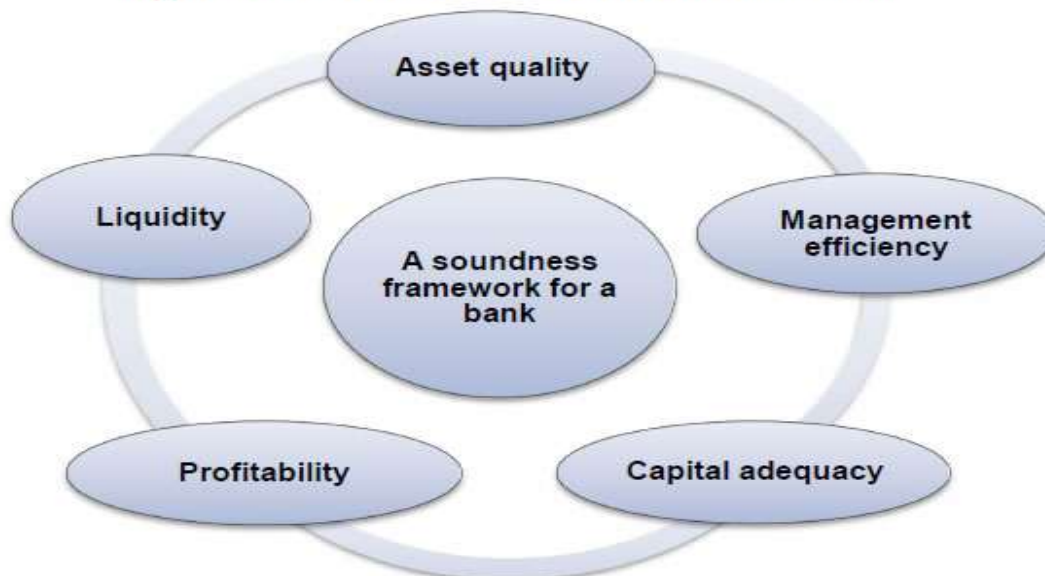 Asset quality
Liquidity
Management
efficiency
A soundness
framework for a
bank
Profitability
Capital adequacy